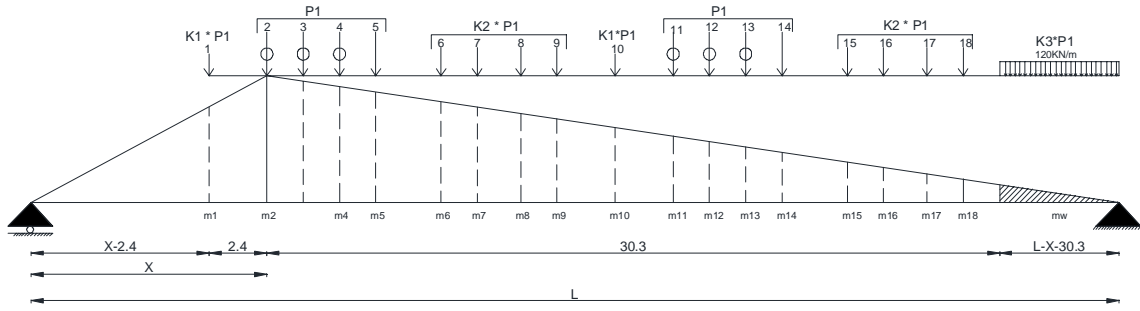 K1 * P1
1
P1
2 3 4 5
K2 * P1
6 7 8 9
K1*P1
10
P1
11 12 13 14
K2 * P1
15 16 17 18
K3*P1
120KN/m
m1 m2 m4 m5 m6 m7 m8 m9 m10 m11 m12 m13 m14 m15 m16 m17 m18 mw
X-2.4 2.4 30.3 L-X-30.3
X
L